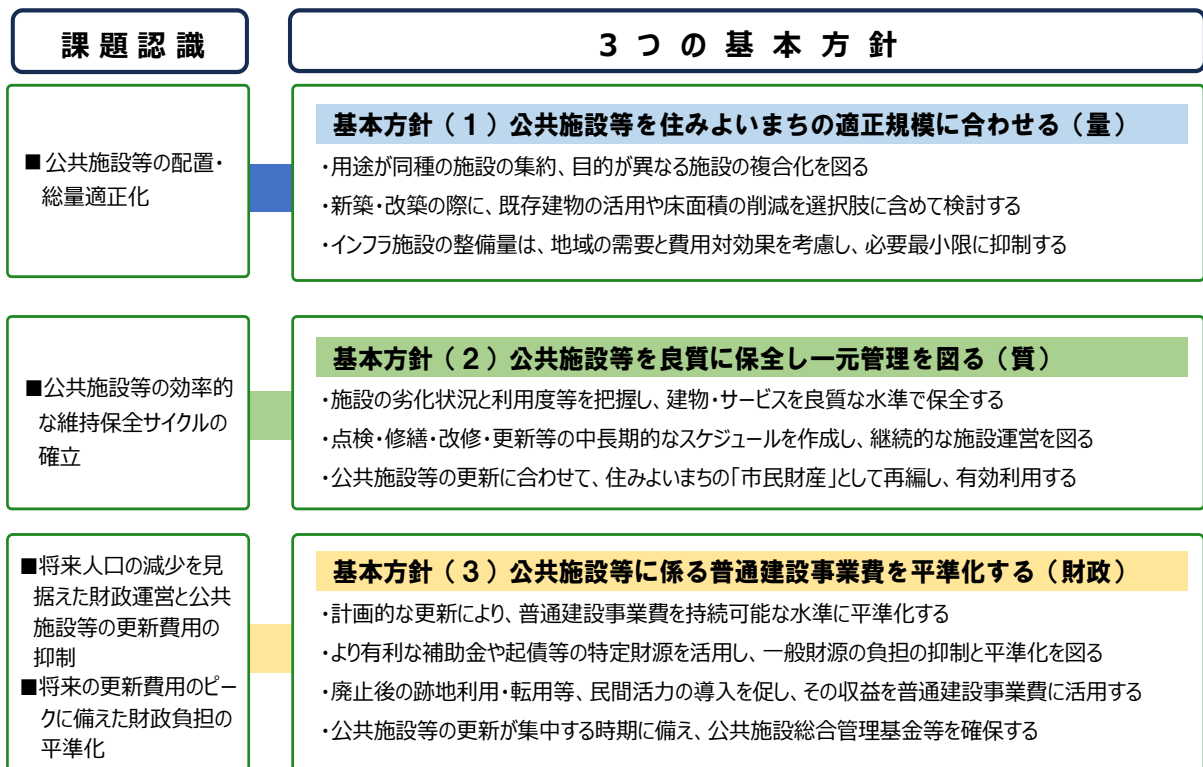 課題認識
3つの基本方針
■公共施設等の配置・
総量適正化
基本方針(1)公共施設等を住みよいまちの適正規模に合わせる(量)
・用途が同種の施設の集約、目的が異なる施設の複合化を図る
・新築・改築の際に、既存建物の活用や床面積の削減を選択肢に含めて検討する
・インフラ施設の整備量は、地域の需要と費用対効果を考慮し、必要最小限に抑制する
■公共施設等の効率的
な維持保全サイクルの
確立
基本方針(2)公共施設等を良質に保全し一元管理を図る(質)
・施設の劣化状況と利用度等を把握し、建物・サービスを良質な水準で保全する
・点検・修繕・改修・更新等の中長期的なスケジュールを作成し、継続的な施設運営を図る
・公共施設等の更新に合わせて、住みよいまちの「市民財産」として再編し、有効利用する
■将来人口の減少を見
据えた財政運営と公共
施設等の更新費用の
抑制
■将来の更新費用のピー
クに備えた財政負担の
平準化
基本方針(3)公共施設等に係る普通建設事業費を平準化する(財政)
・計画的な更新により、普通建設事業費を持続可能な水準に平準化する
・より有利な補助金や起債等の特定財源を活用し、一般財源の負担の抑制と平準化を図る
・廃止後の跡地利用・転用等、民間活力の導入を促し、その収益を普通建設事業費に活用する
・公共施設等の更新が集中する時期に備え、公共施設総合管理基金等を確保する